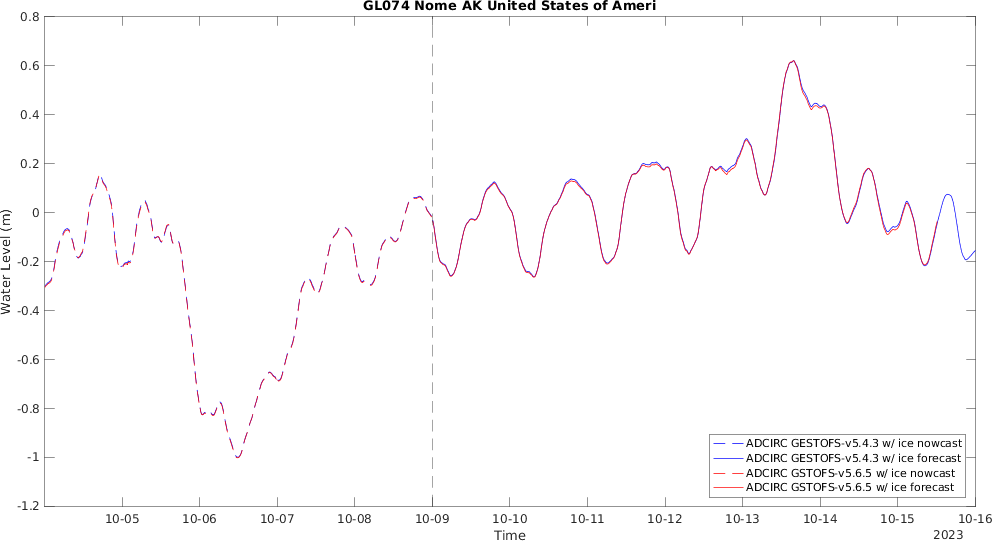 GL074 Nome AK United States of Ameri
0.8
0.6
0.4
0.2
0
-0.2
-0.4
-0.6
-0.8
-1
-1.2
Water Level (m)
ADCIRC GESTOFS-v5.4.3 w/ ice nowcast
ADCIRC GESTOFS-v5.4.3 w/ ice forecast
ADCIRC GSTOFS-v5.6.5 w/ ice nowcast
ADCIRC GSTOFS-v5.6.5 w/ ice forecast
10-05 10-06 10-07 10-08 10-09 10-10 10-11 10-12 10-13 10-14 10-15 10-16
Time
2023